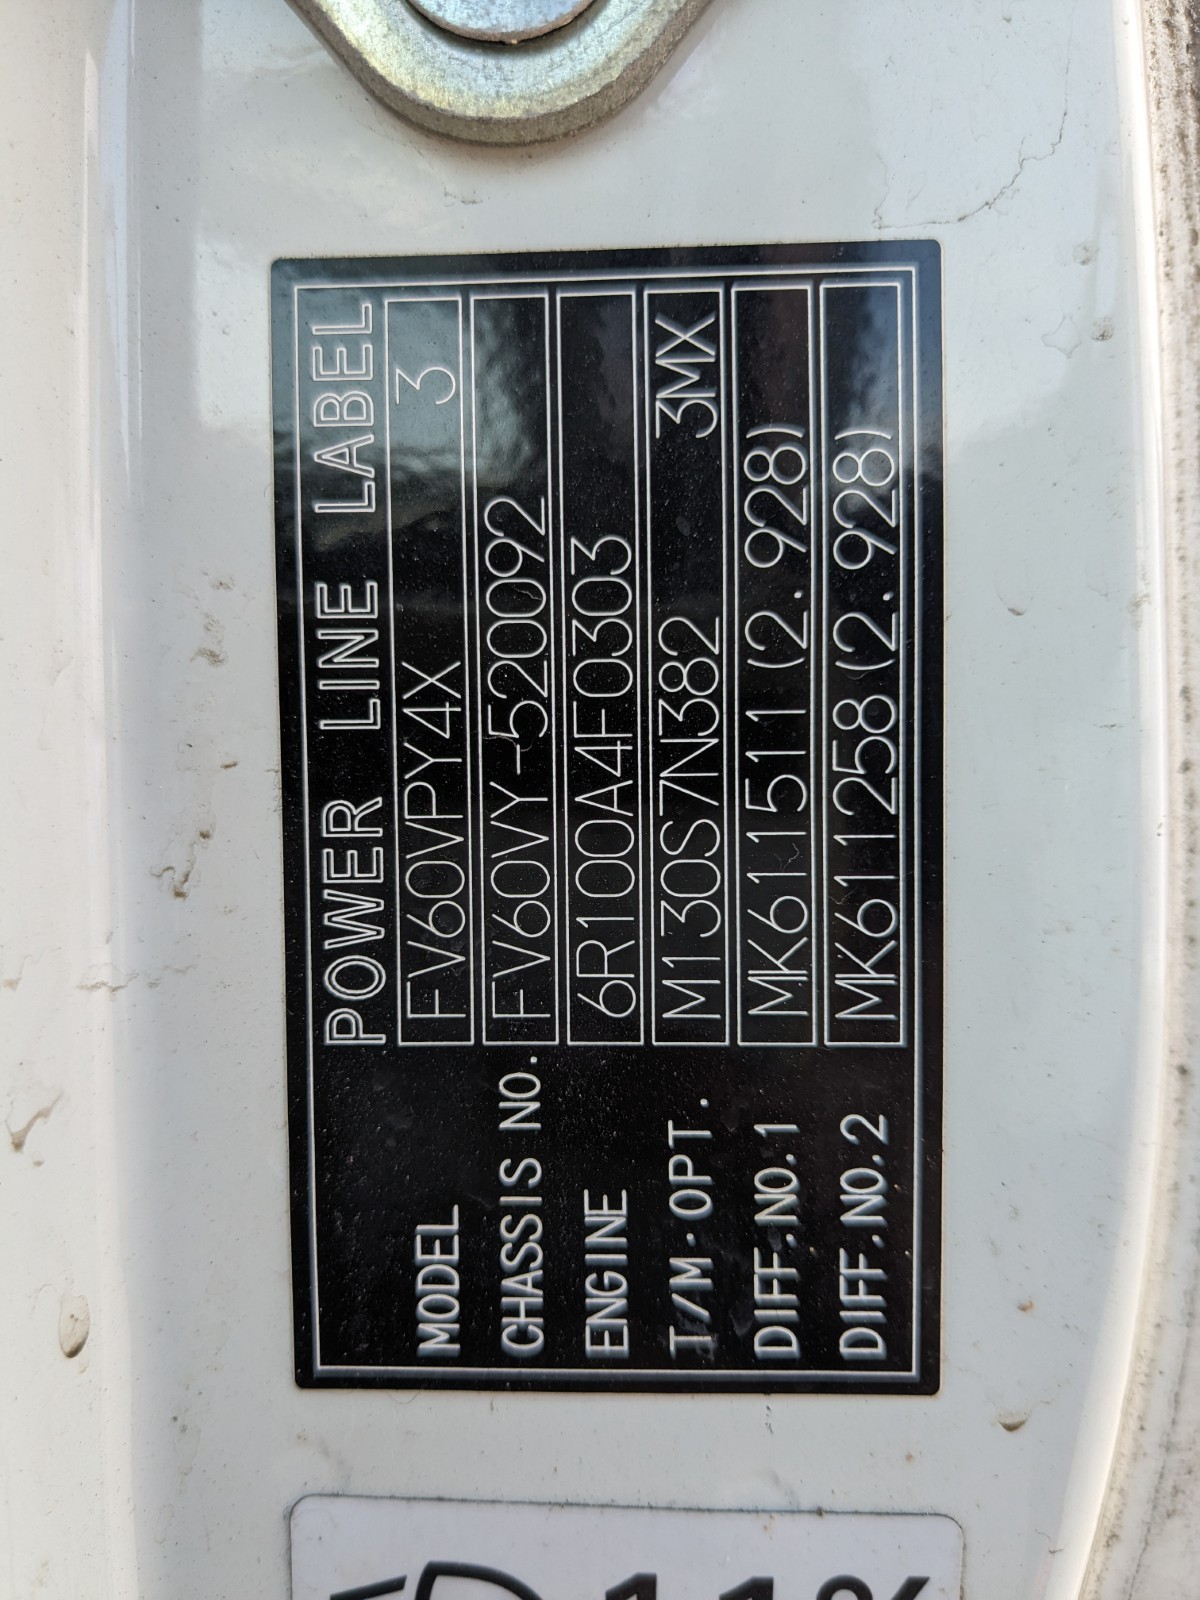 POWER LINE LABEL
MODEL FV60VPY4X 3
CHASSIS NO. FV60VY-520092
ENGINE 6R100A4F0303
T/M·OPT. M130S7N382 3MX
DIFF.NO.1 MK611511(2.928)
DIFF.NO.2 MK611258(2.928)